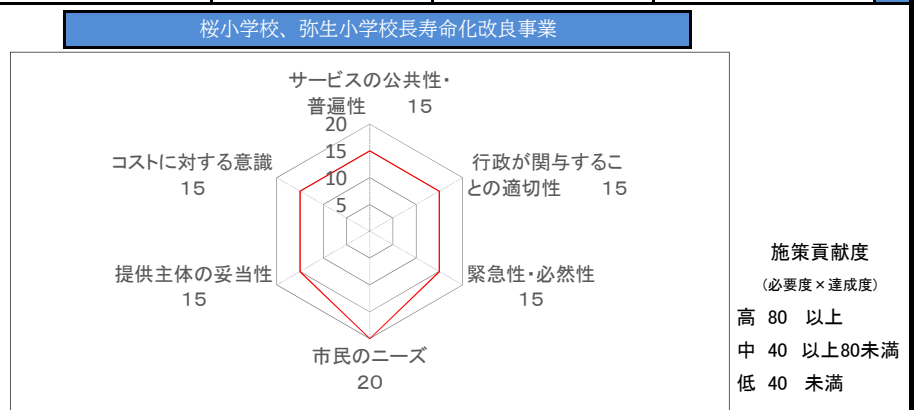 桜小学校、弥生小学校長寿命化改良事業
サービスの公共性・
普遍性 15
20
15
10
5
行政が関与するこ
との適切性 15
緊急性・必然性
15
市民のニーズ
20
提供主体の妥当性
15
コストに対する意識
15
施策貢献度
（必要度×達成度）
高 80 以上
中 40 以上80未満
低 40 未満